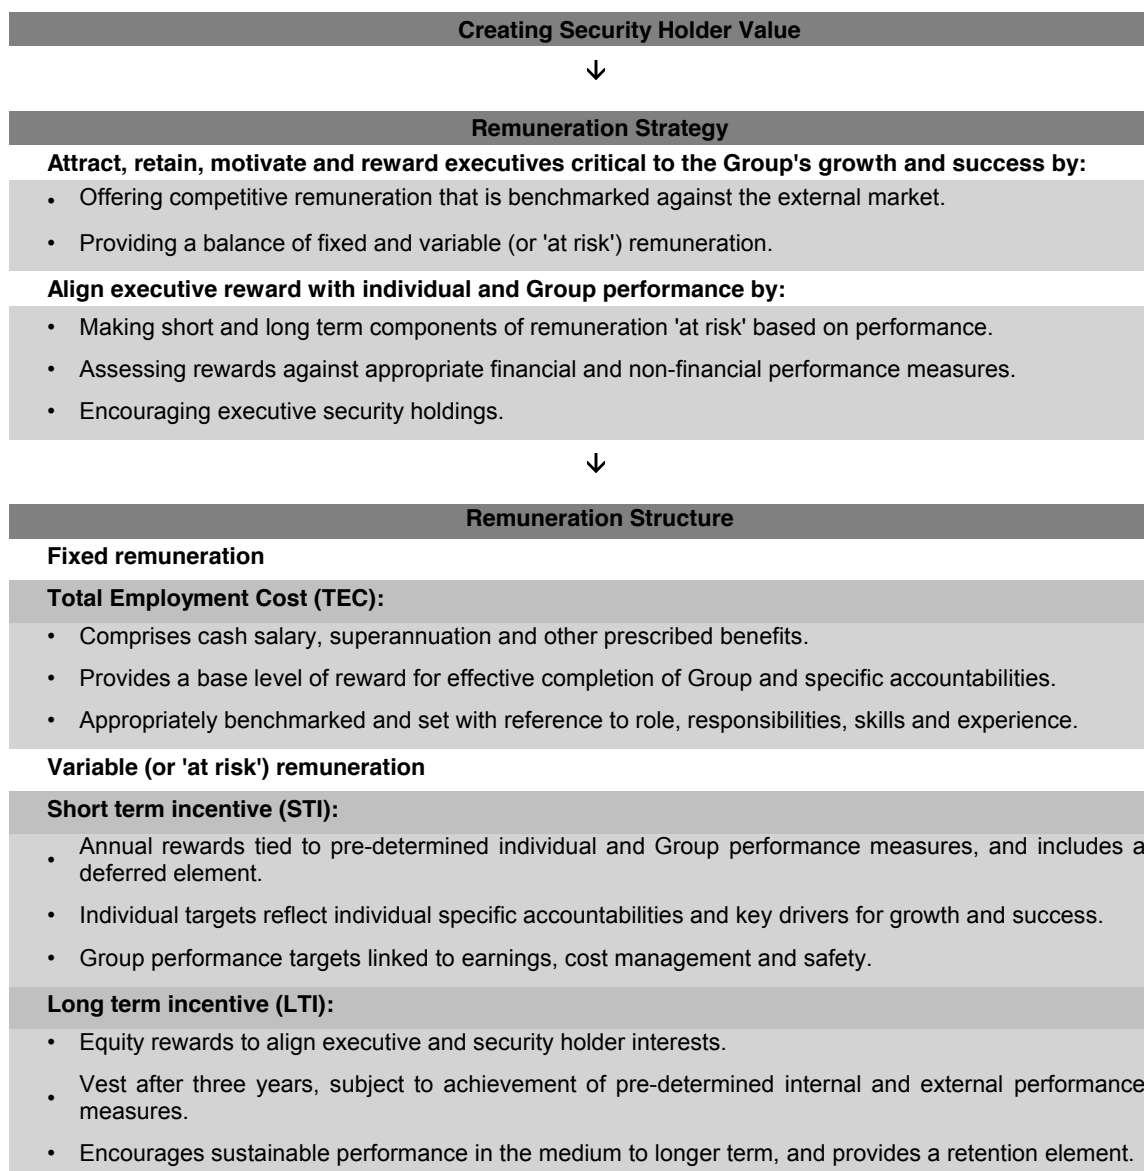 Creating Security Holder Value
↓
Remuneration Strategy
Attract, retain, motivate and reward executives critical to the Group's growth and success by:
• Offering competitive remuneration that is benchmarked against the external market.
• Providing a balance of fixed and variable (or 'at risk') remuneration.
Align executive reward with individual and Group performance by:
• Making short and long term components of remuneration 'at risk' based on performance.
• Assessing rewards against appropriate financial and non-financial performance measures.
• Encouraging executive security holdings.
↓
Remuneration Structure
Fixed remuneration
Total Employment Cost (TEC):
• Comprises cash salary, superannuation and other prescribed benefits.
• Provides a base level of reward for effective completion of Group and specific accountabilities.
• Appropriately benchmarked and set with reference to role, responsibilities, skills and experience.
Variable (or 'at risk') remuneration
Short term incentive (STI):
• Annual rewards tied to pre-determined individual and Group performance measures, and includes a
deferred element.
• Individual targets reflect individual specific accountabilities and key drivers for growth and success.
• Group performance targets linked to earnings, cost management and safety.
Long term incentive (LTI):
• Equity rewards to align executive and security holder interests.
• Vest after three years, subject to achievement of pre-determined internal and external performance
measures.
• Encourages sustainable performance in the medium to longer term, and provides a retention element.